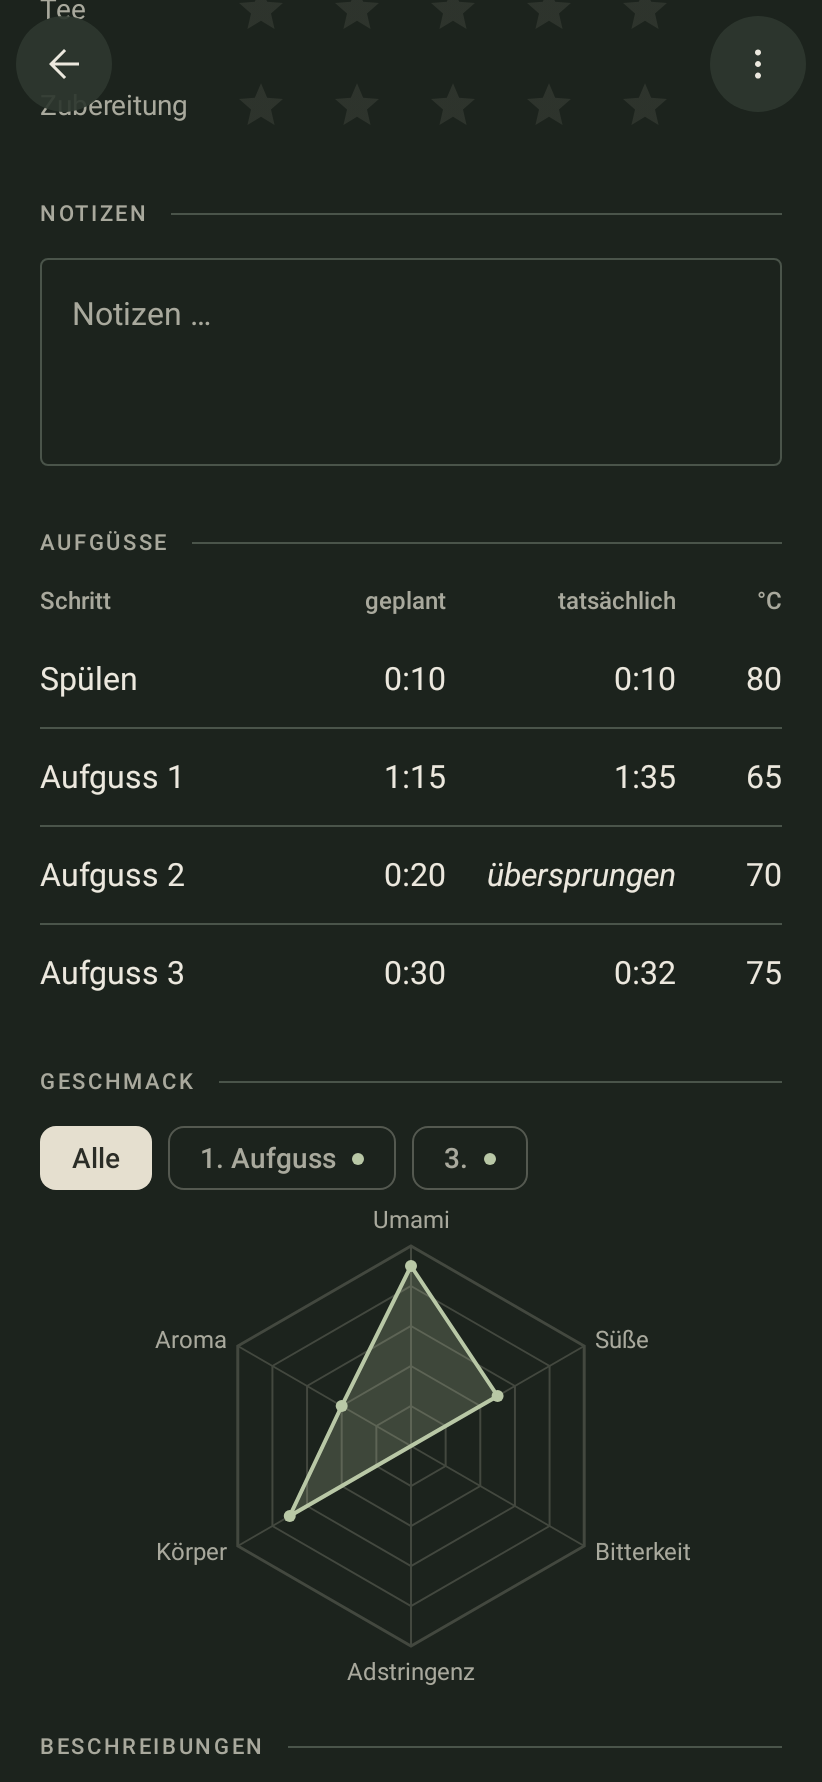 Tee
Zubereitung
NOTIZEN
Notizen …
AUFGÜSSE
Schritt geplant tatsächlich °C
Spülen 0:10 0:10 80
Aufguss 1 1:15 1:35 65
Aufguss 2 0:20 übersprungen 70
Aufguss 3 0:30 0:32 75
GESCHMACK
Alle 1. Aufguss 3.
Umami
Aroma Süße
Körper Bitterkeit
Adstringenz
BESCHREIBUNGEN